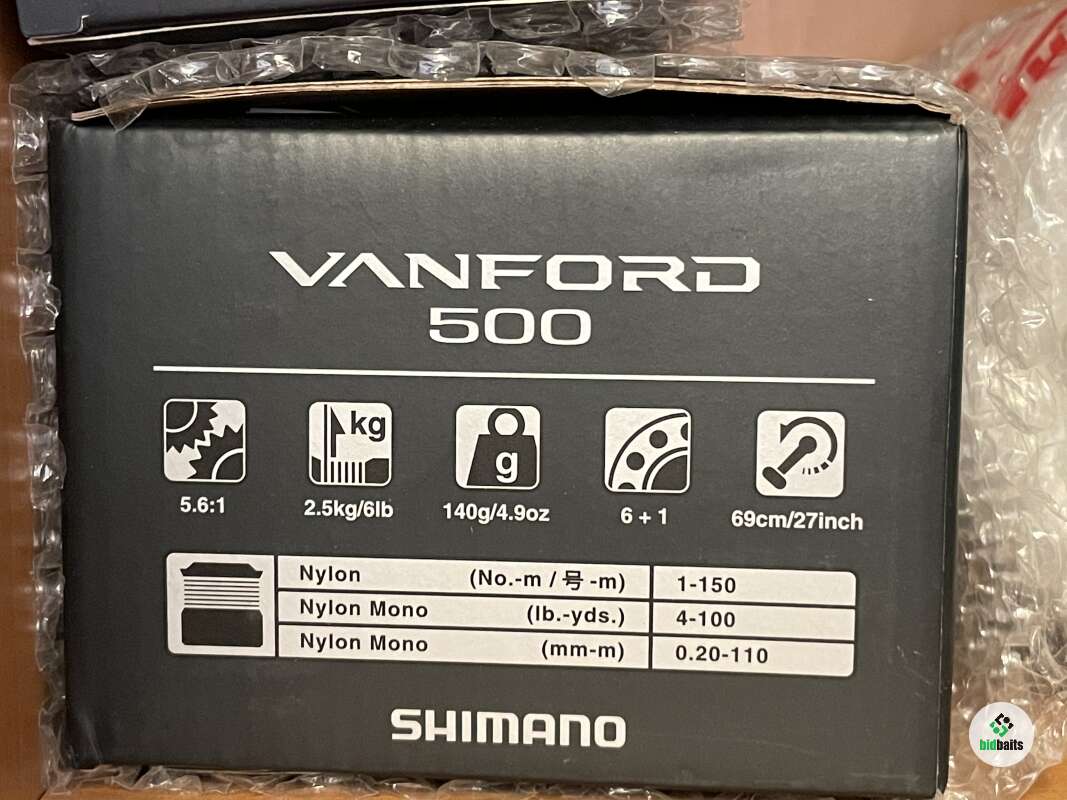 VANFORD
500
kg
g
5.6:1
2.5kg/6lb
140g/4.9oz
6 + 1
69cm/27inch
Nylon (No.-m / 号 -m) 1-150
Nylon Mono (lb.-yds.) 4-100
Nylon Mono (mm-m) 0.20-110
SHIMANO
bidbaits